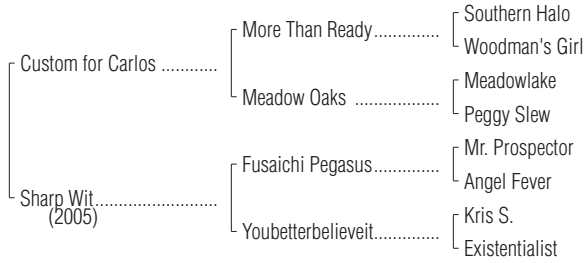 Southern Halo
More Than Ready..............
Woodman's Girl
Custom for Carlos ............
Meadowlake
Meadow Oaks ..................
Peggy Slew
Mr. Prospector
Fusaichi Pegasus..............
Angel Fever
Sharp Wit..........................
(2005)
Kris S.
Youbetterbelieveit..............
Existentialist